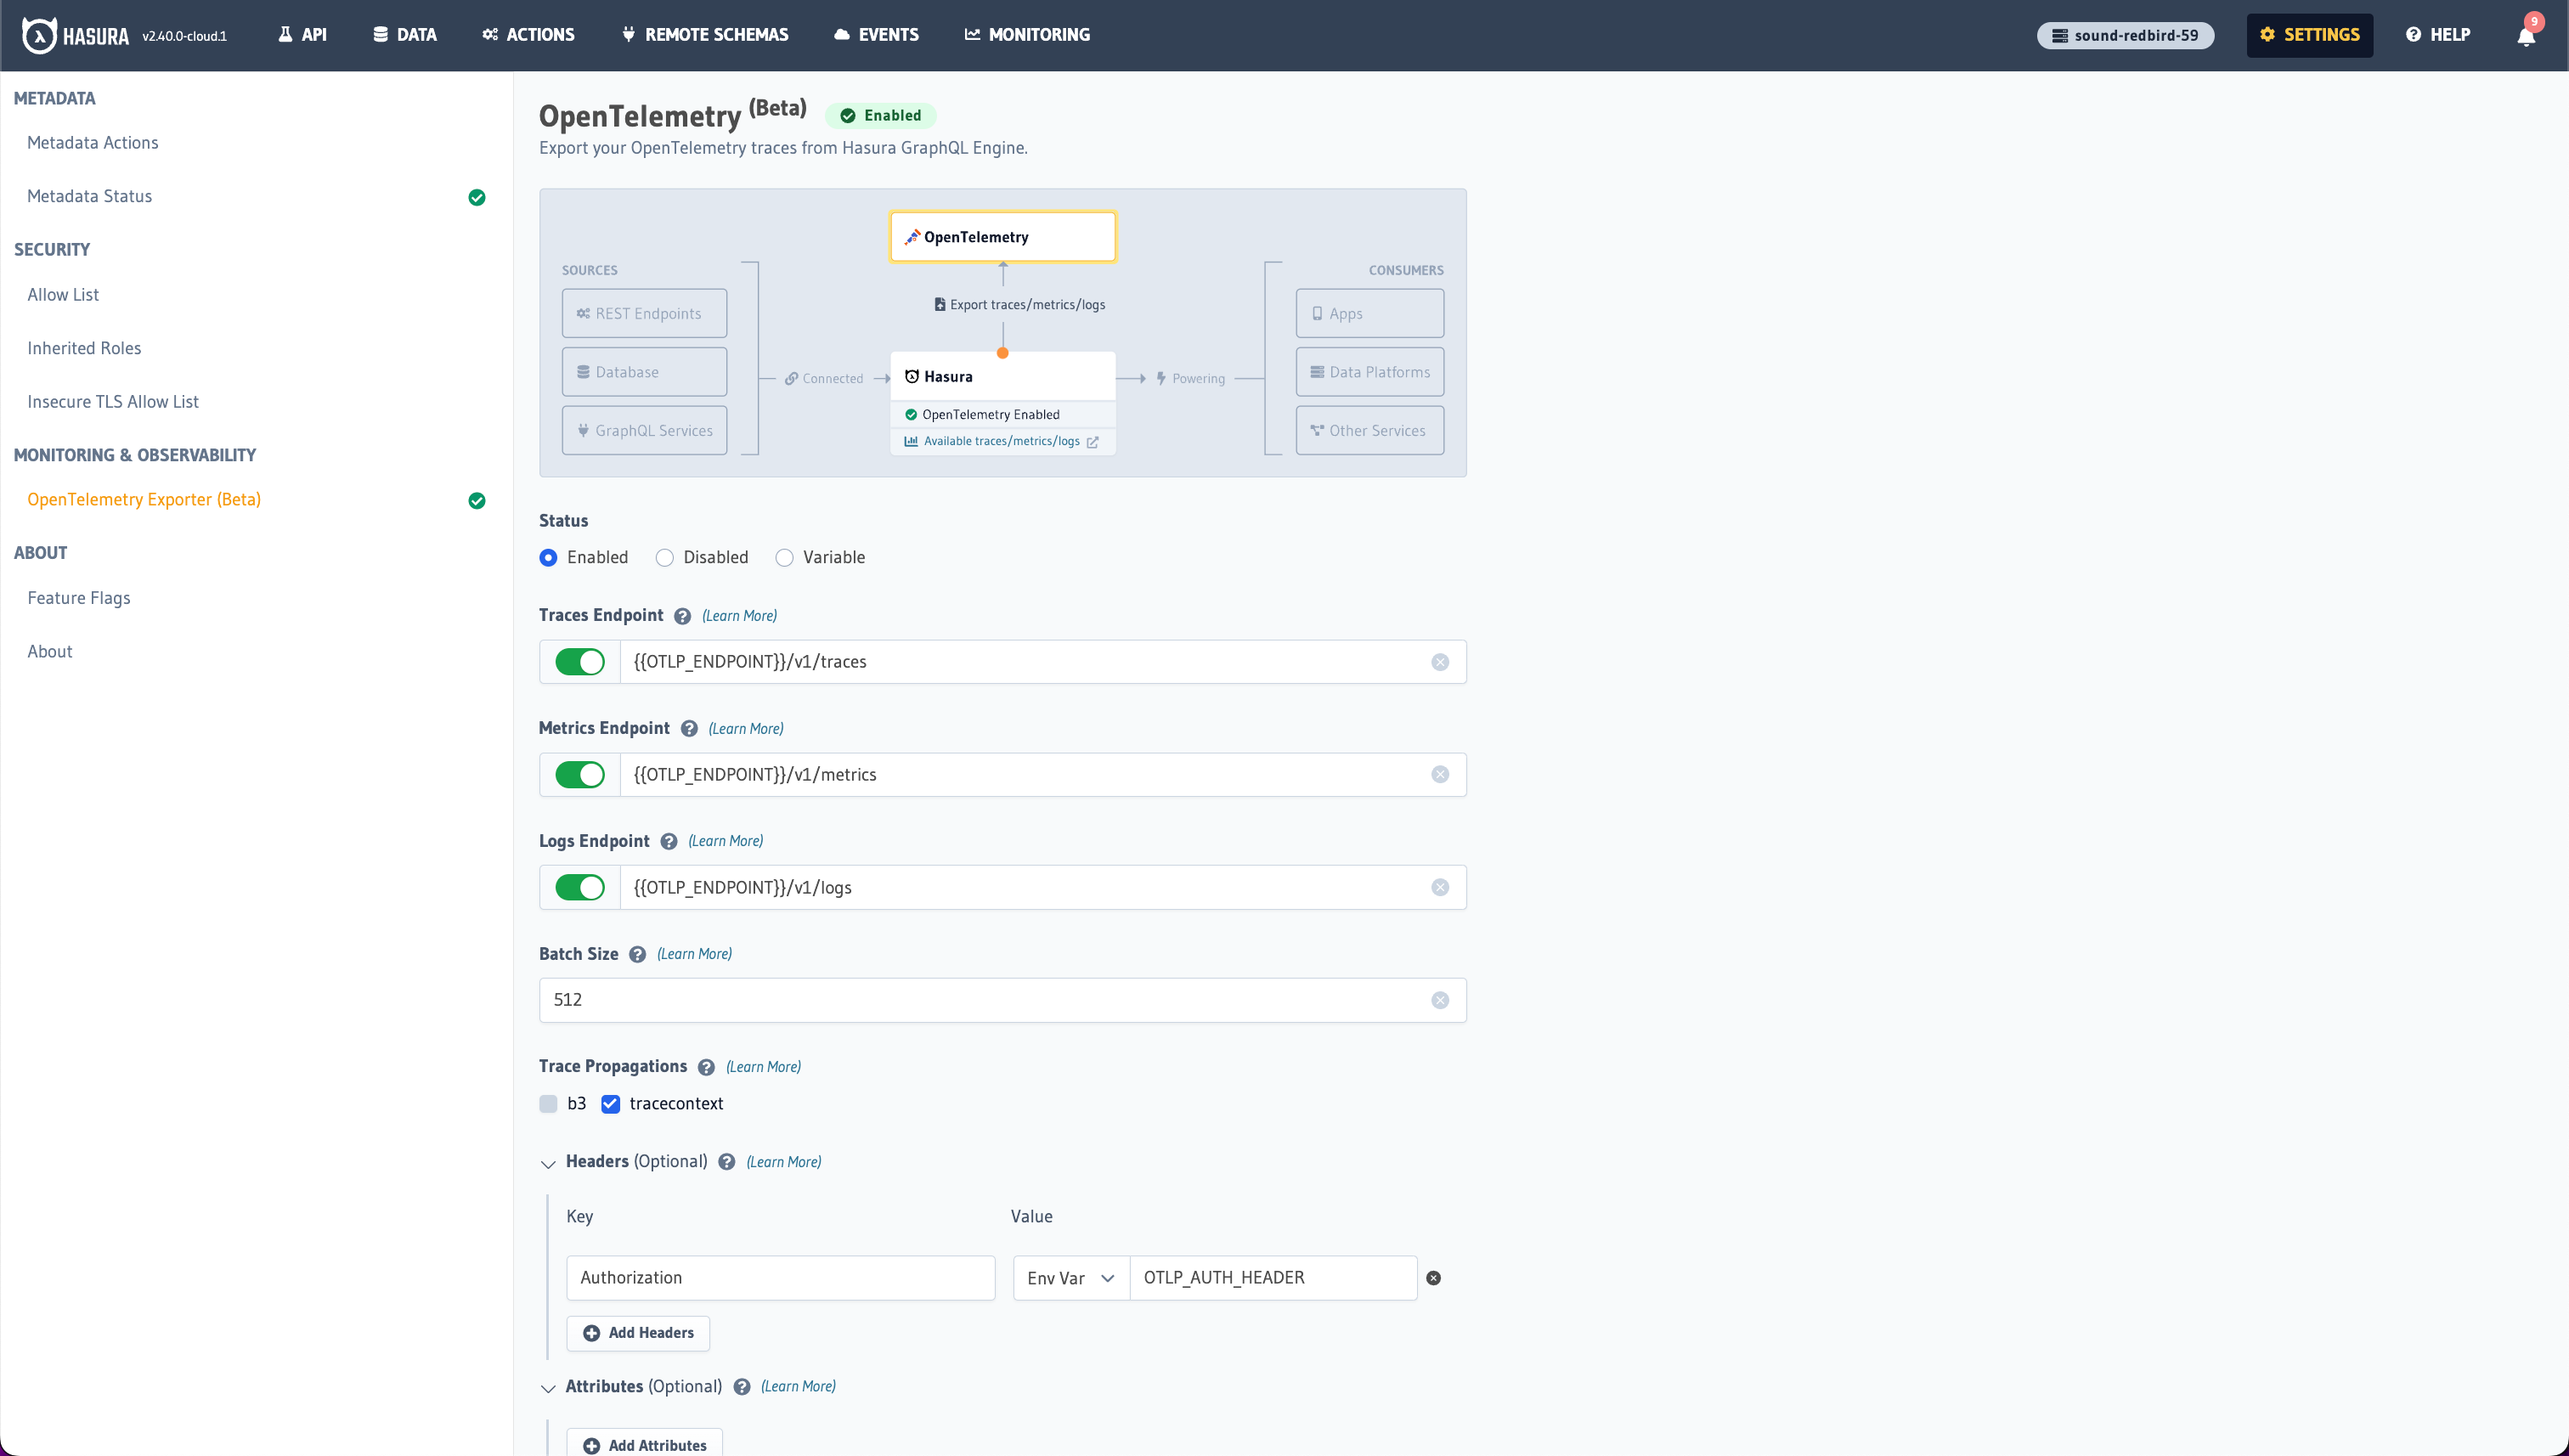 HASURA v2.40.0-cloud.1 API DATA ACTIONS REMOTE SCHEMAS EVENTS MONITORING sound-redbird-59 SETTINGS HELP 9
METADATA
Metadata Actions
Metadata Status
SECURITY
Allow List
Inherited Roles
Insecure TLS Allow List
MONITORING & OBSERVABILITY
OpenTelemetry Exporter (Beta)
ABOUT
Feature Flags
About
OpenTelemetry (Beta) Enabled
Export your OpenTelemetry traces from Hasura GraphQL Engine.
OpenTelemetry
Export traces/metrics/logs
SOURCES
REST Endpoints
Database
GraphQL Services
Connected
Hasura
OpenTelemetry Enabled
Available traces/metrics/logs
Powering
CONSUMERS
Apps
Data Platforms
Other Services
Status
Enabled Disabled Variable
Traces Endpoint (Learn More)
{{OTLP_ENDPOINT}}/v1/traces
Metrics Endpoint (Learn More)
{{OTLP_ENDPOINT}}/v1/metrics
Logs Endpoint (Learn More)
{{OTLP_ENDPOINT}}/v1/logs
Batch Size (Learn More)
512
Trace Propagations (Learn More)
b3 tracecontext
Headers (Optional) (Learn More)
Key Value
Authorization Env Var OTLP_AUTH_HEADER
Add Headers
Attributes (Optional) (Learn More)
Add Attributes